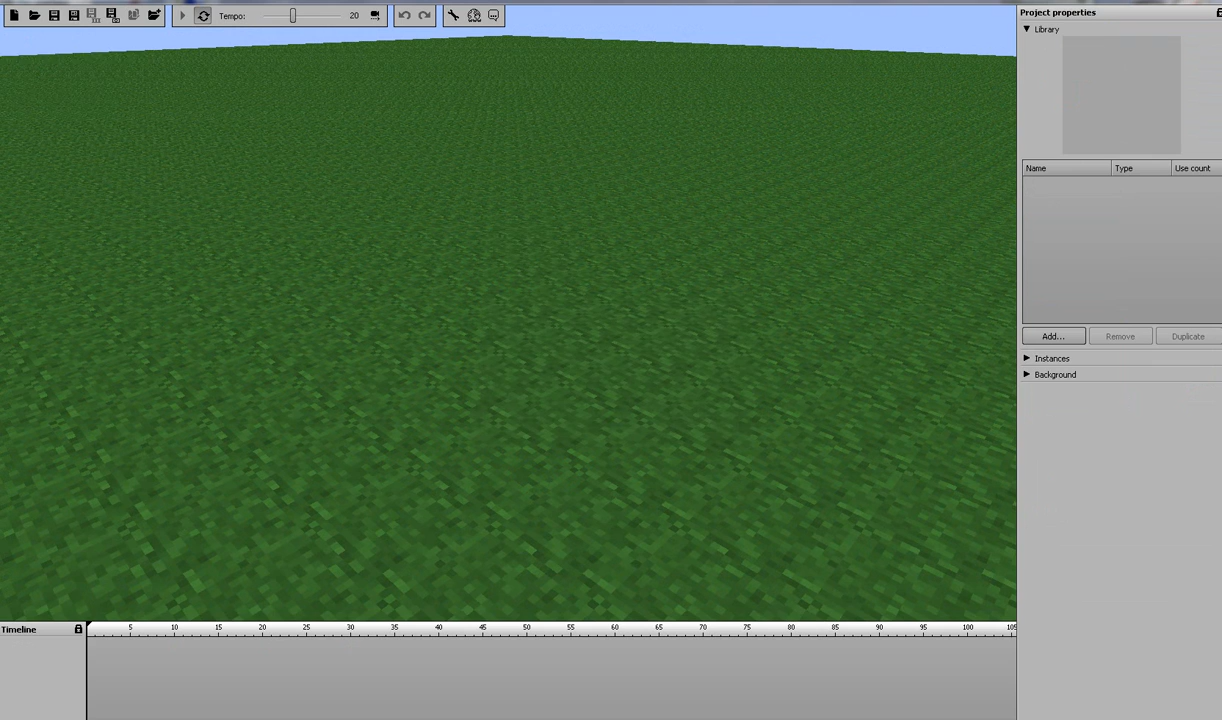 Tempo: 20
Project properties
Library
Name Type Use count
Add... Remove Duplicate
Instances
Background
Timeline
5 10 15 20 25 30 35 40 45 50 55 60 65 70 75 80 85 90 95 100 105